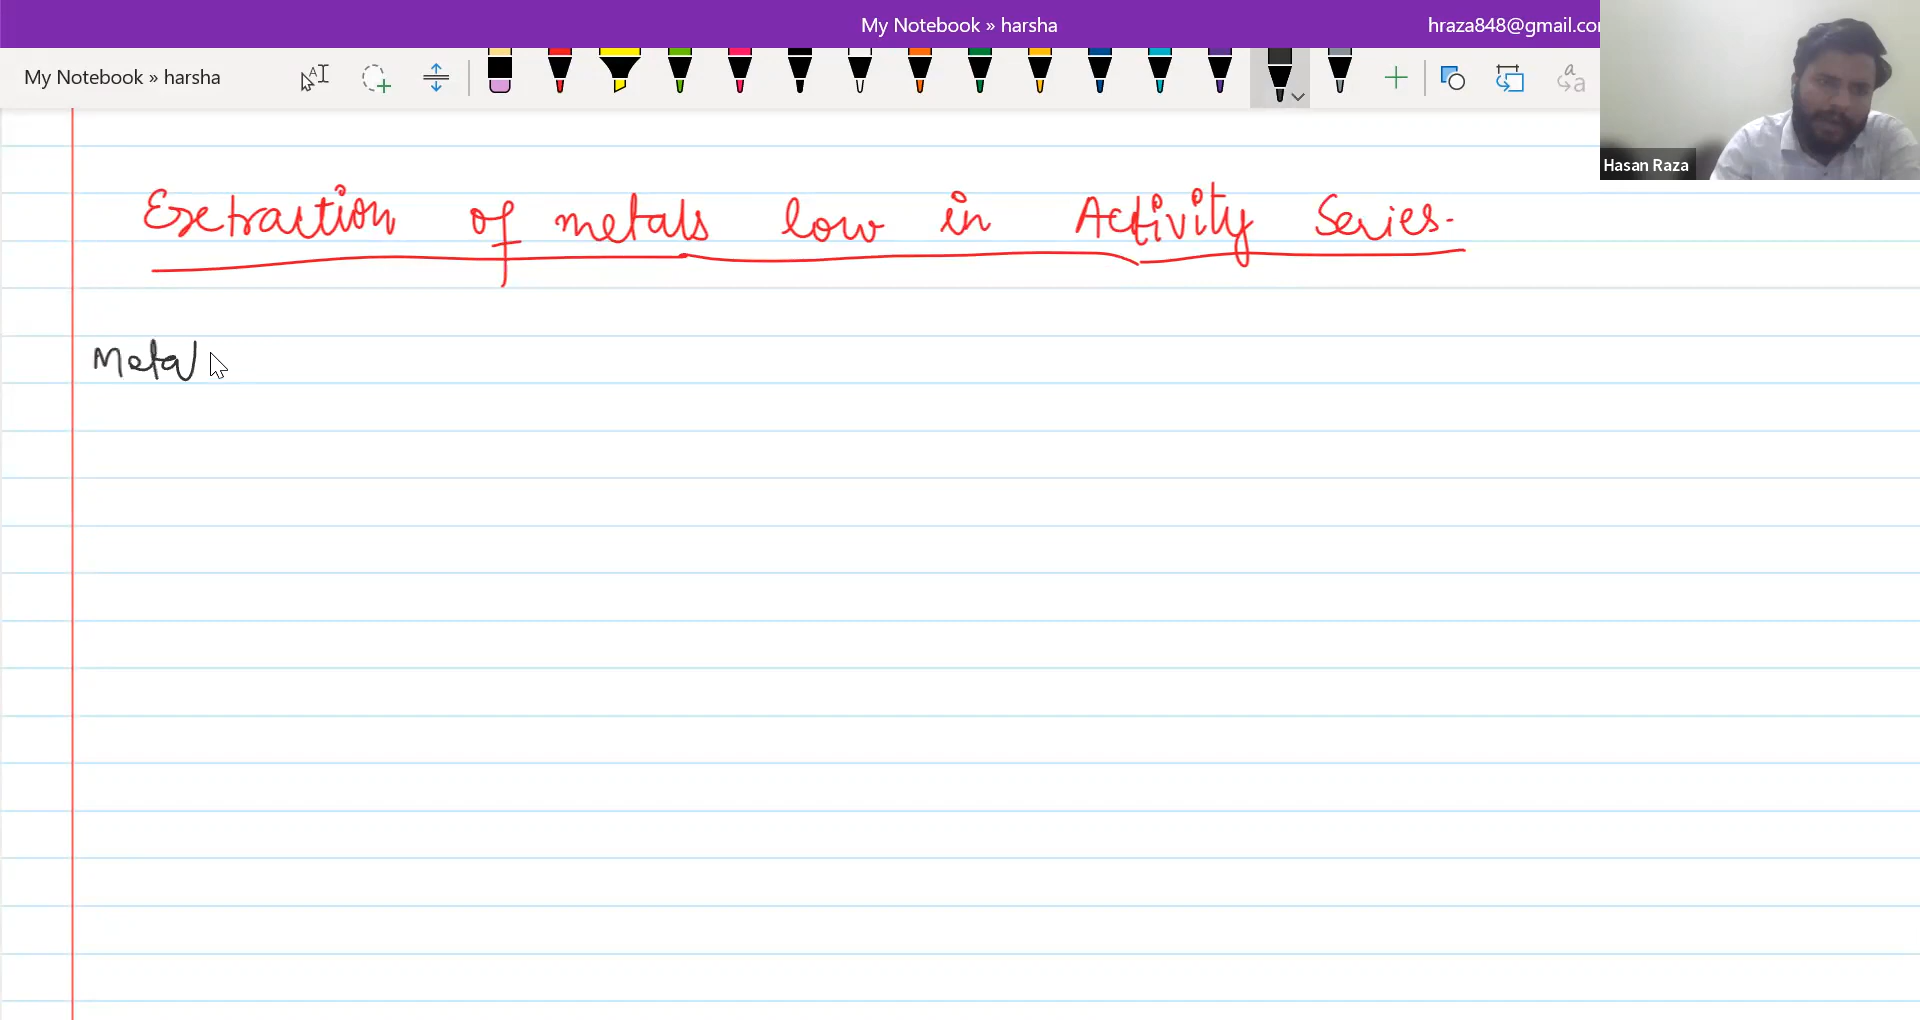 My Notebook » harsha
hraza848@gmail.co
My Notebook » harsha
Hasan Raza
Extraction of metals low in Activity Series.
Metal